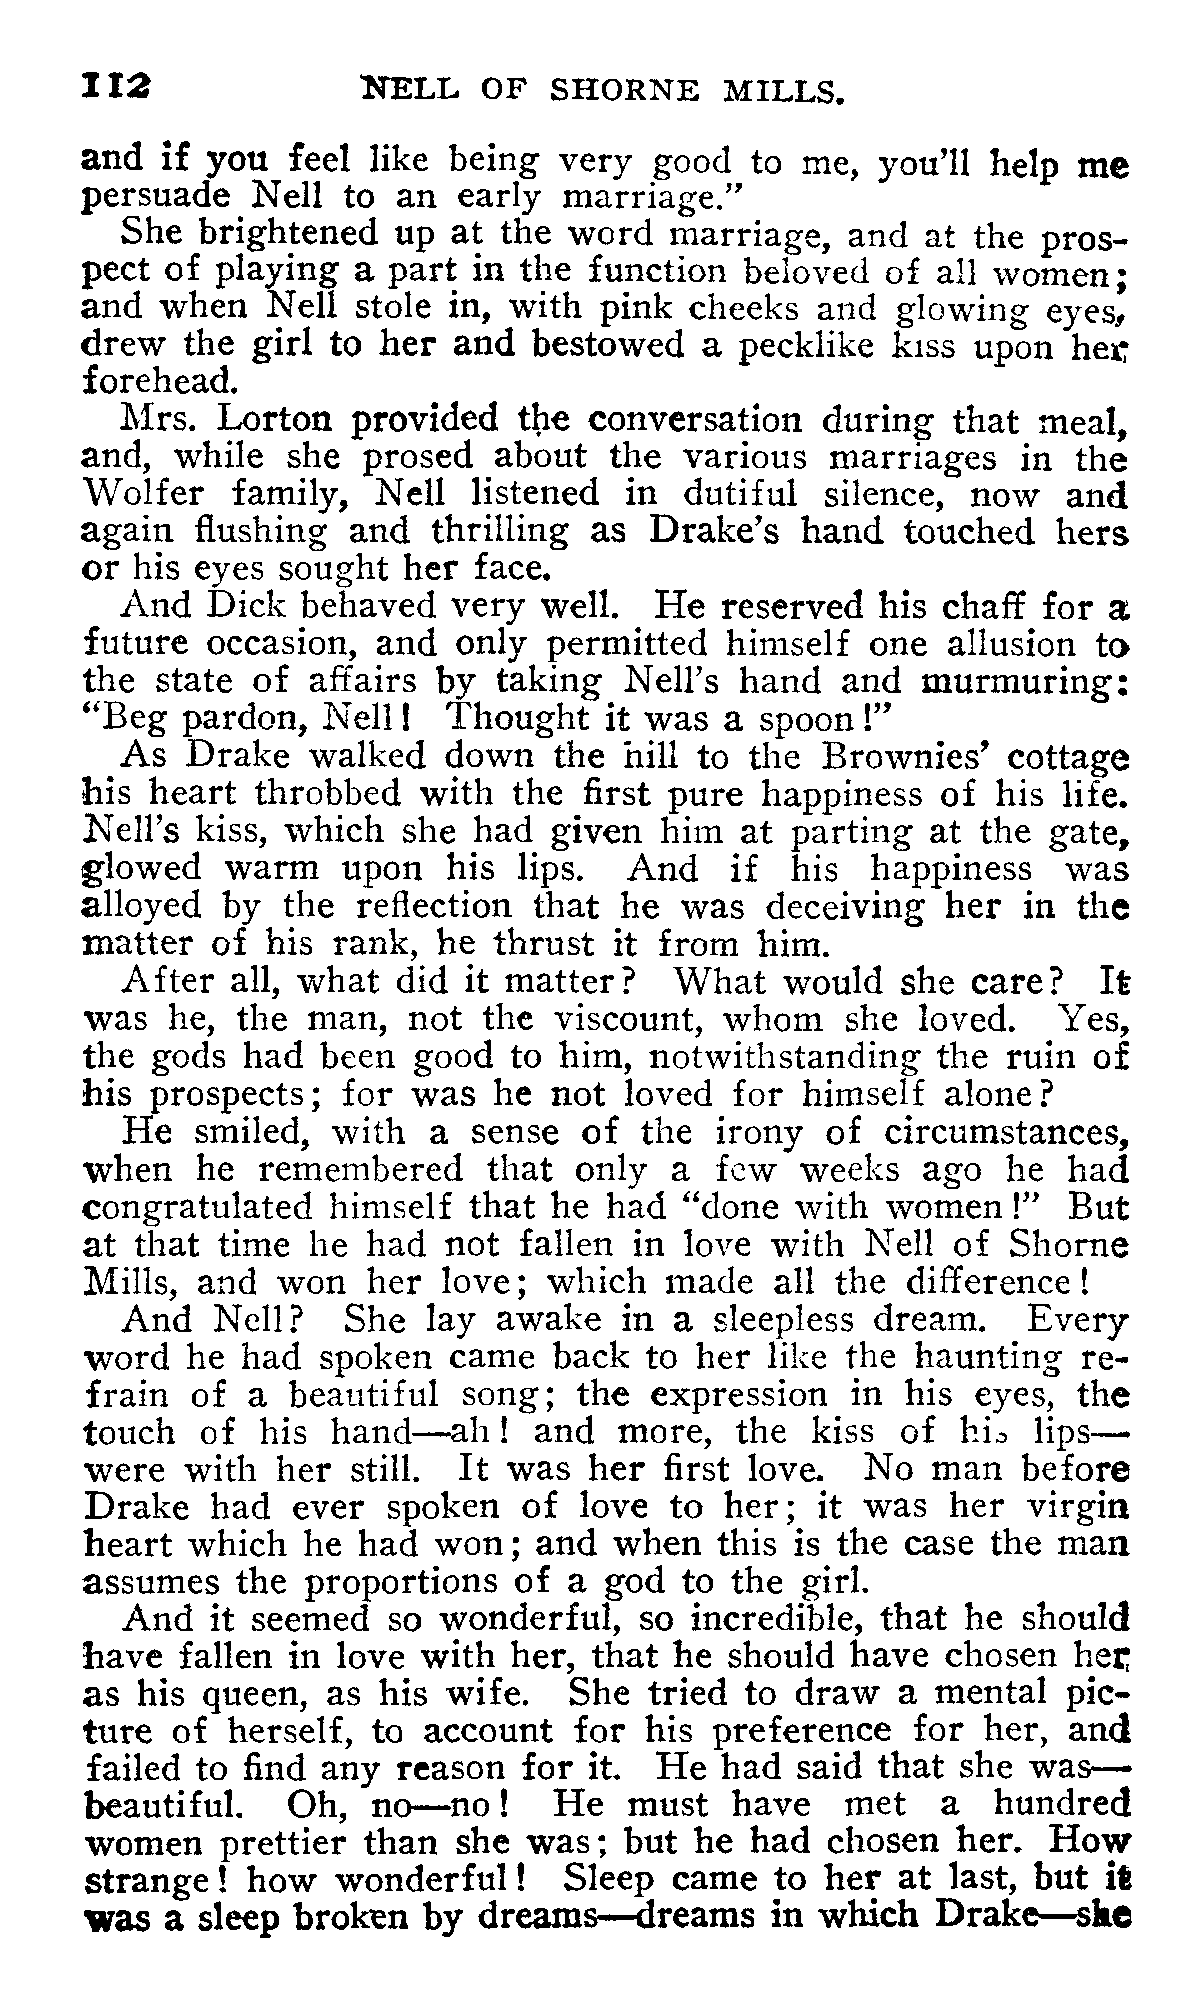 112 NELL OF SHORNE MILLS.
and if you feel like being very good to me, you'll help me
persuade Nell to an early marriage."
She brightened up at the word marriage, and at the pros-
pect of playing a part in the function beloved of all women;
and when Nell stole in, with pink cheeks and glowing eyes,
drew the girl to her and bestowed a pecklike kiss upon her
forehead.
Mrs. Lorton provided the conversation during that meal,
and, while she prosed about the various marriages in the
Wolfer family, Nell listened in dutiful silence, now and
again flushing and thrilling as Drake's hand touched hers
or his eyes sought her face.
And Dick behaved very well. He reserved his chaff for a
future occasion, and only permitted himself one allusion to
the state of affairs by taking Nell's hand and murmuring:
"Beg pardon, Nell! Thought it was a spoon!"
As Drake walked down the hill to the Brownies' cottage
his heart throbbed with the first pure happiness of his life.
Nell's kiss, which she had given him at parting at the gate,
glowed warm upon his lips. And if his happiness was
alloyed by the reflection that he was deceiving her in the
matter of his rank, he thrust it from him.
After all, what did it matter? What would she care? It
was he, the man, not the viscount, whom she loved. Yes,
the gods had been good to him, notwithstanding the ruin of
his prospects; for was he not loved for himself alone?
He smiled, with a sense of the irony of circumstances,
when he remembered that only a few weeks ago he had
congratulated himself that he had "done with women!" But
at that time he had not fallen in love with Nell of Shorne
Mills, and won her love; which made all the difference!
And Nell? She lay awake in a sleepless dream. Every
word he had spoken came back to her like the haunting re-
frain of a beautiful song; the expression in his eyes, the
touch of his hand—ah! and more, the kiss of his lips—
were with her still. It was her first love. No man before
Drake had ever spoken of love to her; it was her virgin
heart which he had won; and when this is the case the man
assumes the proportions of a god to the girl.
And it seemed so wonderful, so incredible, that he should
have fallen in love with her, that he should have chosen her
as his queen, as his wife. She tried to draw a mental pic-
ture of herself, to account for his preference for her, and
failed to find any reason for it. He had said that she was—
beautiful. Oh, no—no! He must have met a hundred
women prettier than she was; but he had chosen her. How
strange! how wonderful! Sleep came to her at last, but it
was a sleep broken by dreams—dreams in which Drake—she